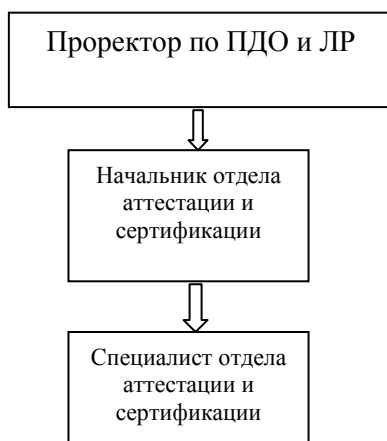 Проректор по ПДО и ЛР
Начальник отдела
аттестации и
сертификации
Специалист отдела
аттестации и
сертификации